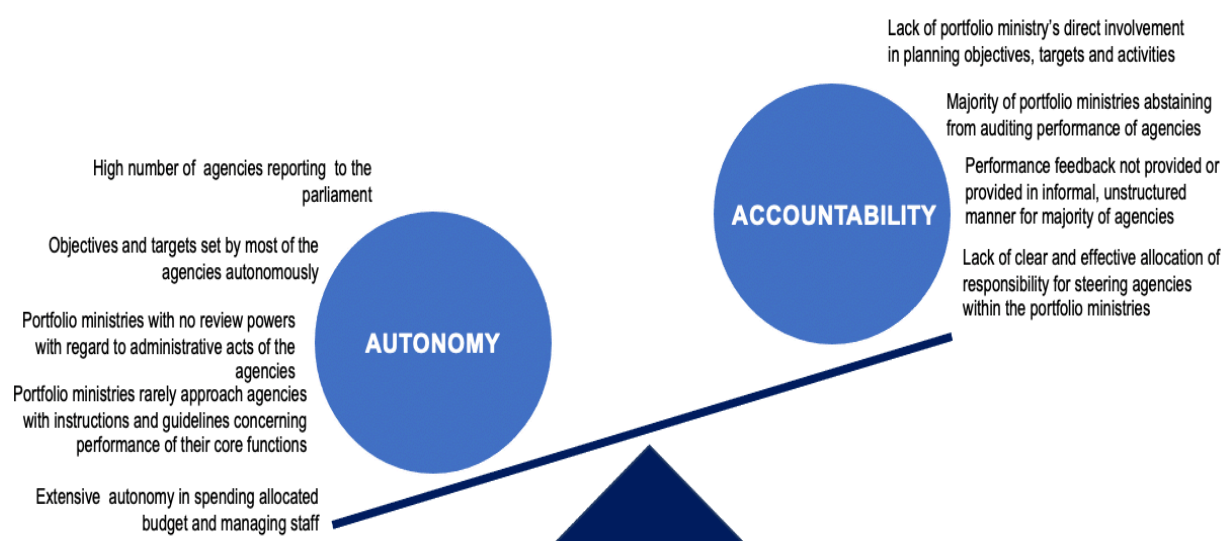 Lack of portfolio ministry's direct involvement
in planning objectives, targets and activities
Majority of portfolio ministries abstaining
from auditing performance of agencies
Performance feedback not provided or
provided in informal, unstructured
manner for majority of agencies
Lack of clear and effective allocation of
responsibility for steering agencies
within the portfolio ministries
ACCOUNTABILITY
High number of agencies reporting to the
parliament
Objectives and targets set by most of the
agencies autonomously
Portfolio ministries with no review powers
with regard to administrative acts of the
agencies
Portfolio ministries rarely approach agencies
with instructions and guidelines concerning
performance of their core functions
Extensive autonomy in spending allocated
budget and managing staff
AUTONOMY